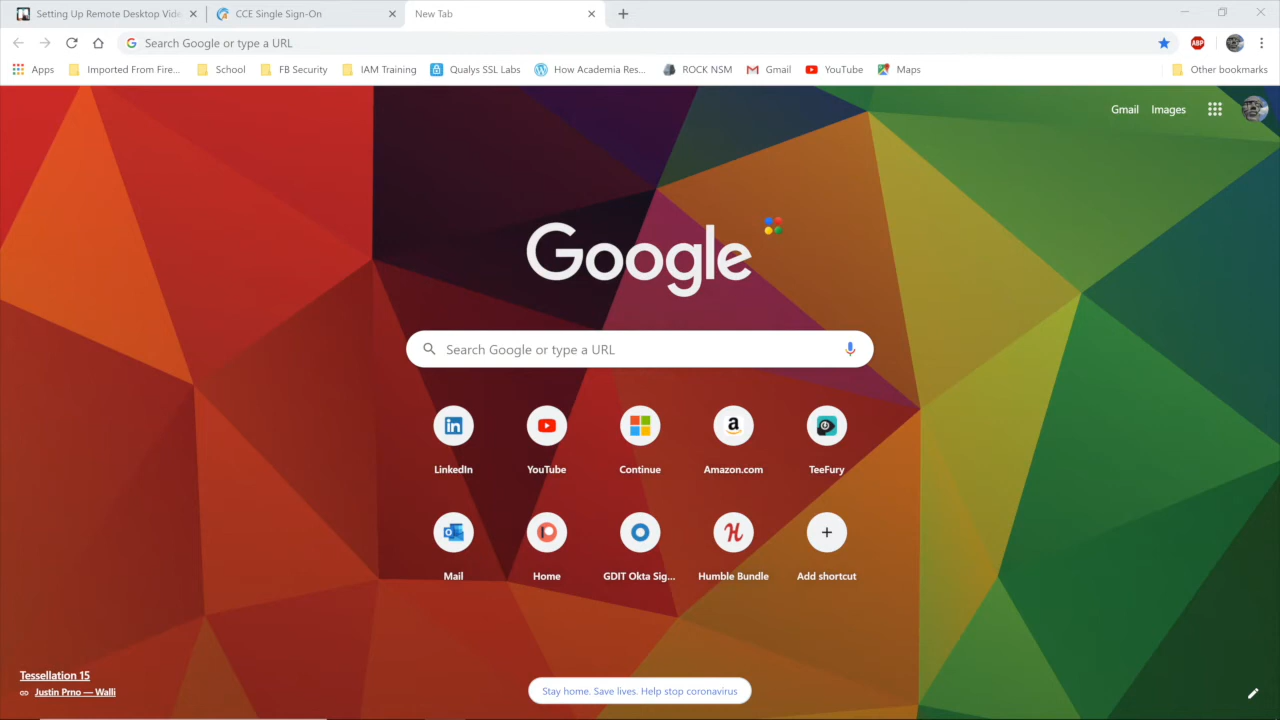 Setting Up Remote Desktop Vide
CCE Single Sign-On
New Tab
Search Google or type a URL
ABP
Apps
Imported From Fire...
School
FB Security
IAM Training
Qualys SSL Labs
How Academia Res...
ROCK NSM
Gmail
YouTube
Maps
Other bookmarks
Gmail
Images
Google
Search Google or type a URL
LinkedIn
YouTube
Continue
Amazon.com
TeeFury
Mail
Home
GDIT Okta Sig...
Humble Bundle
Add shortcut
Tessellation 15
Justin Prno — Walli
Stay home. Save lives. Help stop coronavirus